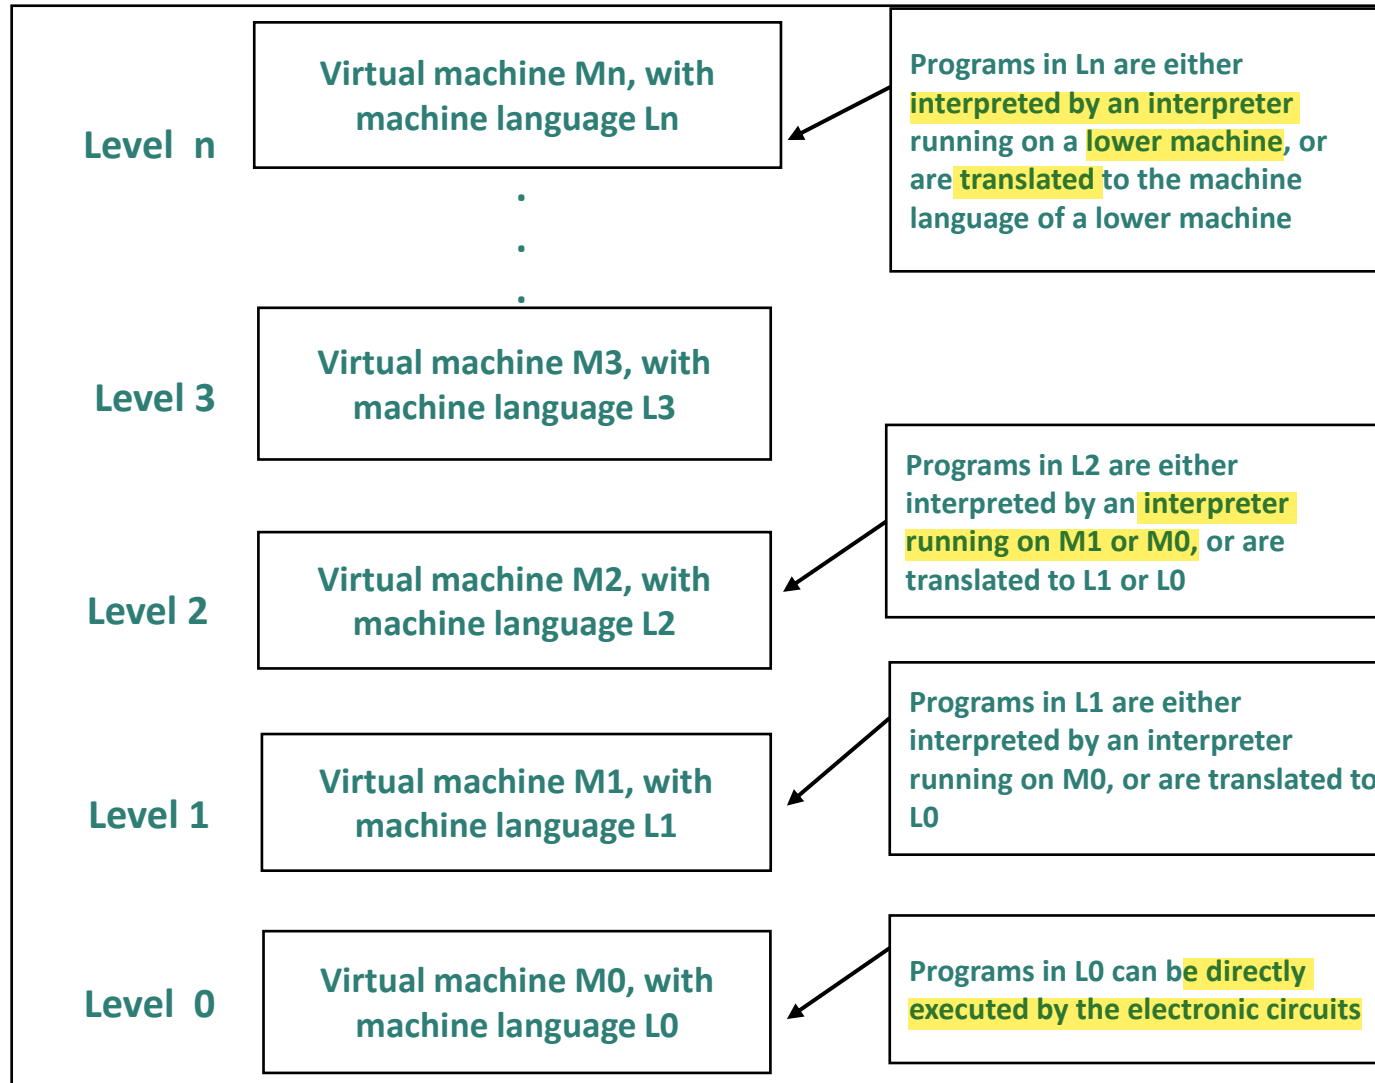 Level n
Virtual machine Mn, with
machine language Ln
Programs in Ln are either
interpreted by an interpreter
running on a lower machine, or
are translated to the machine
language of a lower machine
.
.
.
Level 3
Virtual machine M3, with
machine language L3
Level 2
Virtual machine M2, with
machine language L2
Programs in L2 are either
interpreted by an interpreter
running on M1 or M0, or are
translated to L1 or L0
Level 1
Virtual machine M1, with
machine language L1
Programs in L1 are either
interpreted by an interpreter
running on M0, or are translated to
L0
Level 0
Virtual machine M0, with
machine language L0
Programs in L0 can be directly
executed by the electronic circuits